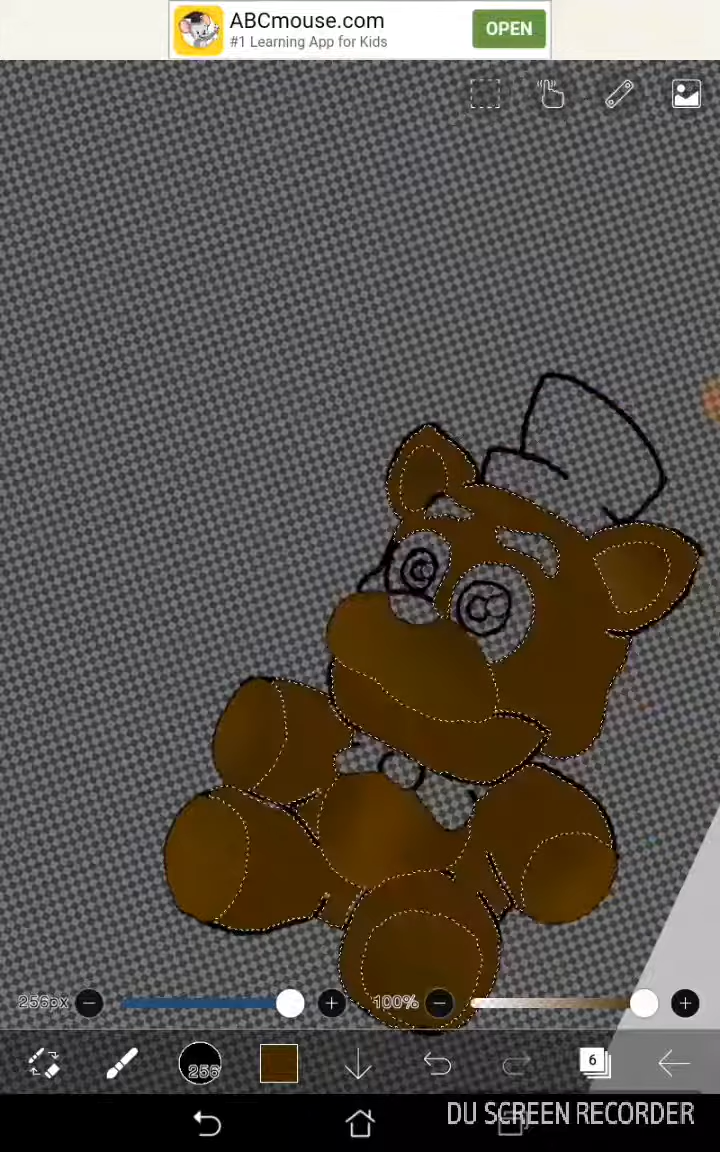 ABCmouse.com
#1 Learning App for Kids
OPEN
256px
100%
256
6
DU SCREEN RECORDER